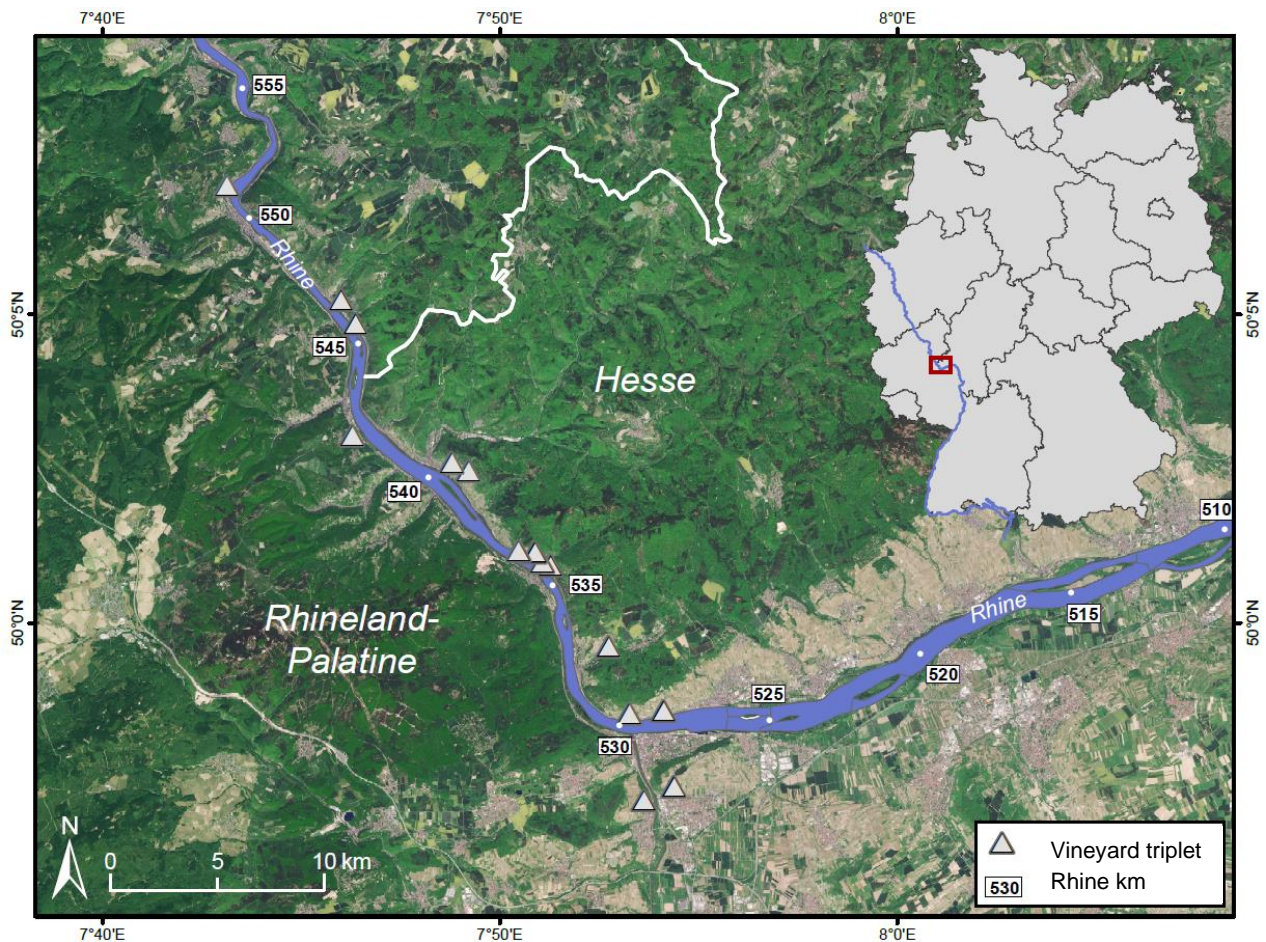 7°40'E
7°50'E
8°0'E
555
550
Rhine
50°5'N
50°5'N
545
Hesse
540
510
535
Rhine
515
50°0'N
50°0'N
Rhineland-
Palatine
520
525
530
N
0
5
10 km
Vineyard triplet
530
Rhine km
7°40'E
7°50'E
8°0'E